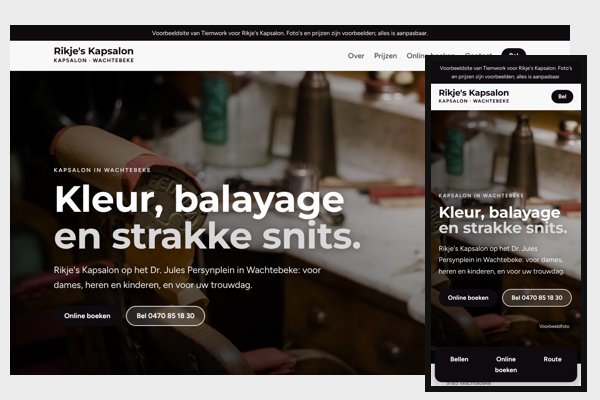 Voorbeeldsite van Tiemwork voor Rikje's Kapsalon. Foto's en prijzen zijn voorbeelden; alles is aanpasbaar.
Rikje's Kapsalon
KAPSALON · WACHTEBEKE
Over Prijzen
KAPSALON IN WACHTEBEKE
Kleur, balayage
en strakke snits.
Rikje's Kapsalon op het Dr. Jules Persynplein in Wachtebeke: voor
dames, heren en kinderen, en voor uw trouwdag.
Online boeken Bel 0470 85 18 30
Voorbeeldsite van Tiemwork voor Rikje's Kapsalon. Foto's
en prijzen zijn voorbeelden; alles is aanpasbaar.
Rikje's Kapsalon
KAPSALON · WACHTEBEKE
Bel
KAPSALON IN WACHTEBEKE
Kleur, balayage
en strakke snits.
Rikje's Kapsalon op het Dr. Jules
Persynplein in Wachtebeke: voor dames,
heren en kinderen, en voor uw trouwdag.
Online boeken Bel 0470 85 18 30
Voorbeeldfoto
Bellen Online Route
boeken